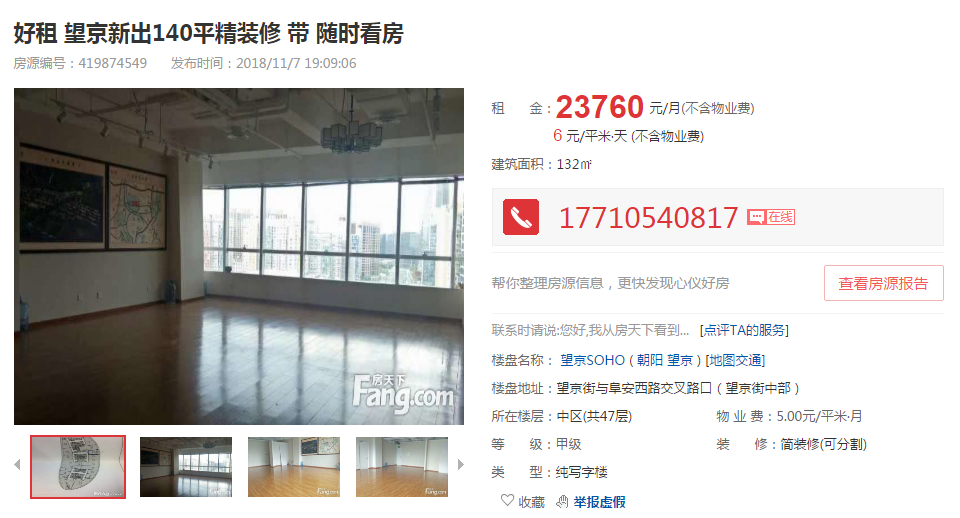 好租 望京新出140平精装修 带 随时看房
房源编号：419874549 发布时间：2018/11/7 19:09:06
租 金：23760 元/月(不含物业费)
6 元/平米·天 (不含物业费)
建筑面积：132㎡
17710540817 在线
帮你整理房源信息，更快发现心仪好房 查看房源报告
联系时请说:您好,我从房天下看到... [点评TA的服务]
楼盘名称： 望京SOHO ( 朝阳 望京 ) [地图交通]
楼盘地址：望京街与阜安西路交叉路口（望京街中部）
所在楼层：中区(共47层) 物 业 费：5.00元/平米·月
等 级：甲级 装 修：简装修(可分割)
类 型：纯写字楼
收藏 举报虚假
房天下
Fang.com